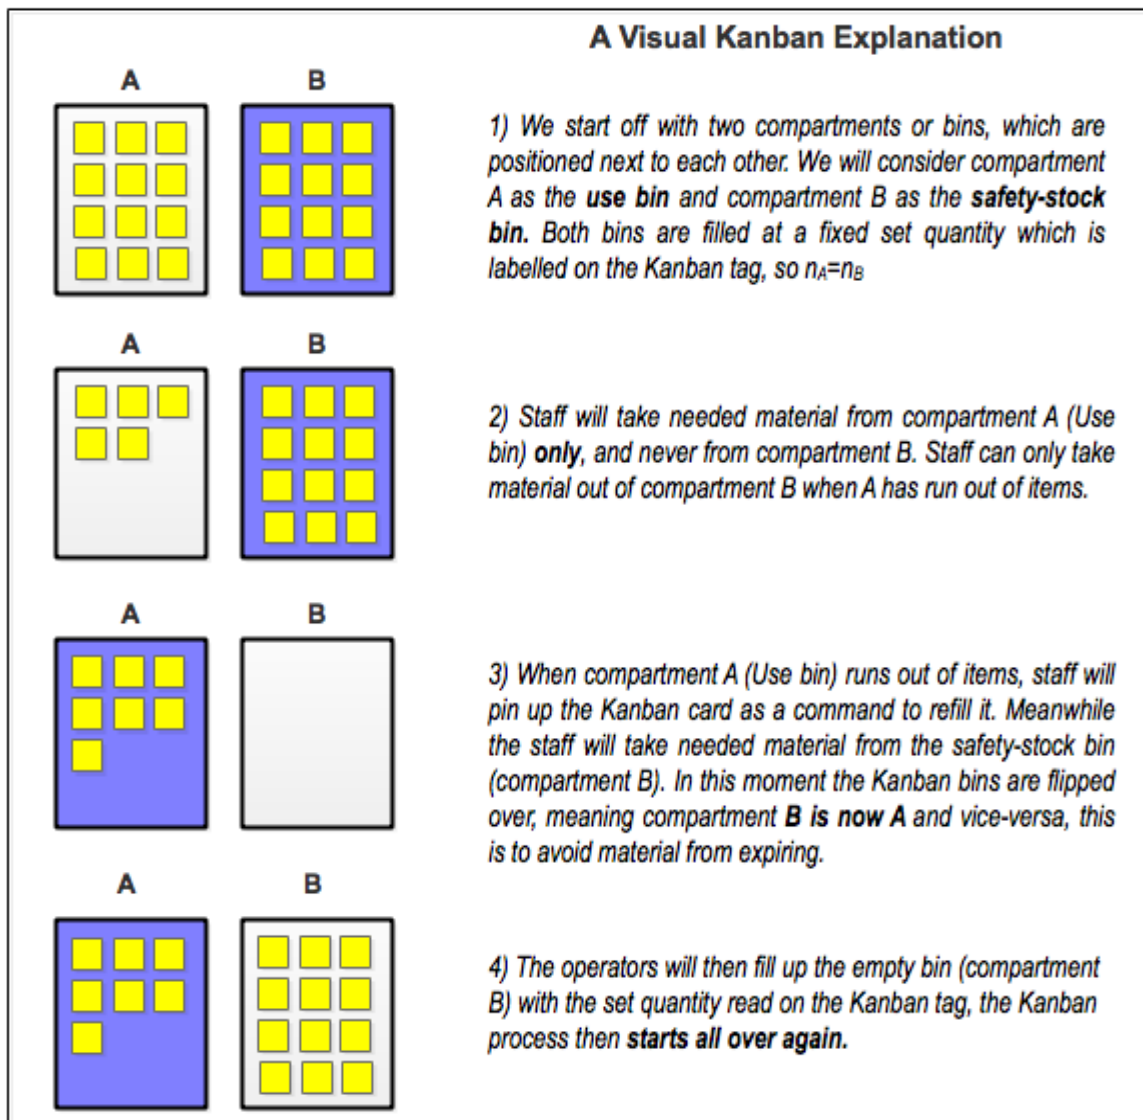 A Visual Kanban Explanation
A B
1) We start off with two compartments or bins, which are
positioned next to each other. We will consider compartment
A as the use bin and compartment B as the safety-stock
bin. Both bins are filled at a fixed set quantity which is
labelled on the Kanban tag, so nA=nB
A B
2) Staff will take needed material from compartment A (Use
bin) only, and never from compartment B. Staff can only take
material out of compartment B when A has run out of items.
A B
3) When compartment A (Use bin) runs out of items, staff will
pin up the Kanban card as a command to refill it. Meanwhile
the staff will take needed material from the safety-stock bin
(compartment B). In this moment the Kanban bins are flipped
over, meaning compartment B is now A and vice-versa, this
is to avoid material from expiring.
A B
4) The operators will then fill up the empty bin (compartment
B) with the set quantity read on the Kanban tag, the Kanban
process then starts all over again.